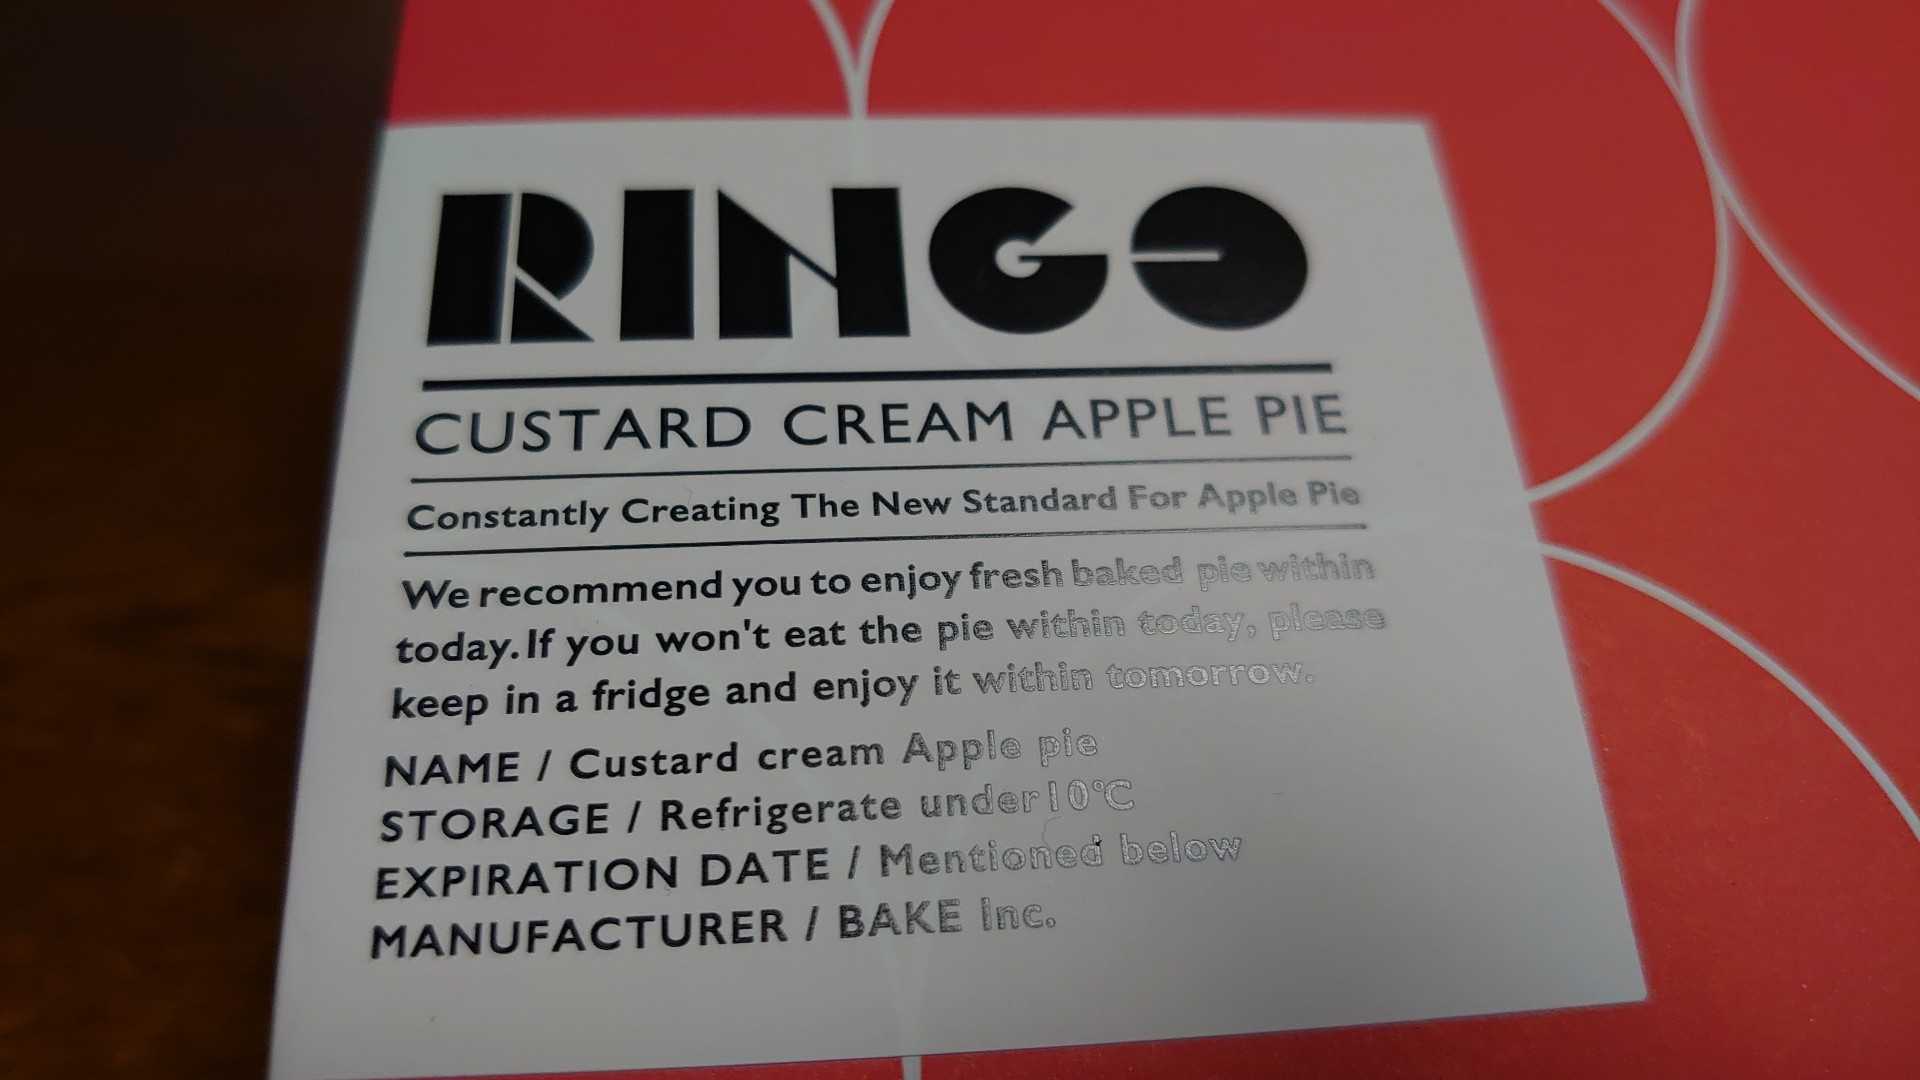 RINGO
CUSTARD CREAM APPLE PIE
Constantly Creating The New Standard For Apple Pie
We recommend you to enjoy fresh baked pie within
today. If you won't eat the pie within today, please
keep in a fridge and enjoy it within tomorrow.
NAME / Custard cream Apple pie
STORAGE / Refrigerate under 10℃
EXPIRATION DATE / Mentioned below
MANUFACTURER / BAKE Inc.